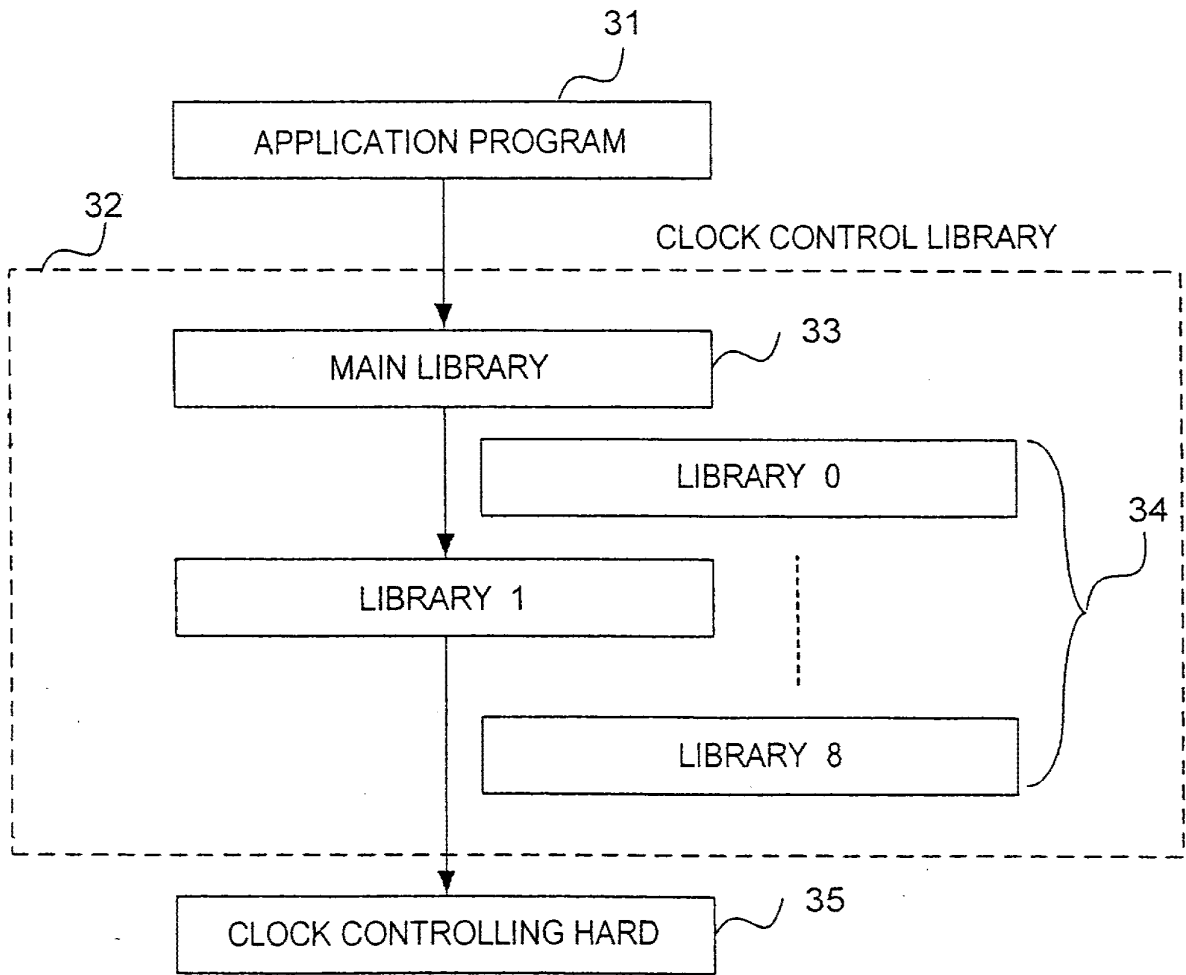 31
APPLICATION PROGRAM
32
CLOCK CONTROL LIBRARY
33
MAIN LIBRARY
LIBRARY 0
34
LIBRARY 1
LIBRARY 8
35
CLOCK CONTROLLING HARD